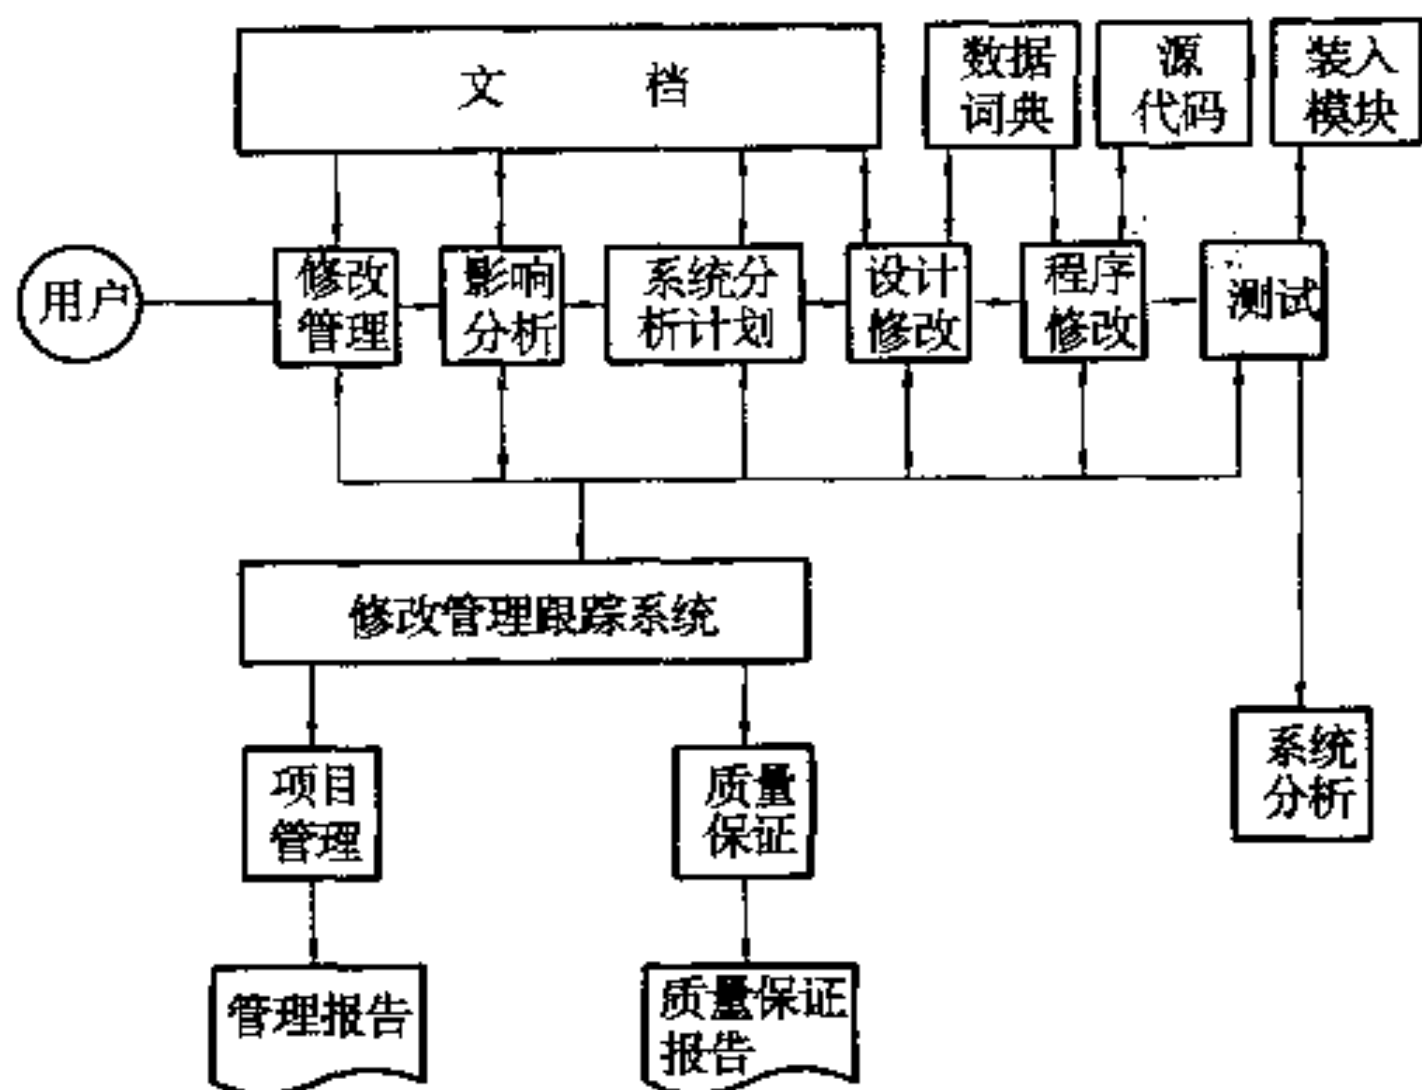 文 档
数据
词典
源
代码
装入
模块
用户
修改
管理
影响
分析
系统分
析计划
设计
修改
程序
修改
测试
修改管理跟踪系统
项目
管理
质量
保证
系统
分析
管理报告
质量保证
报告